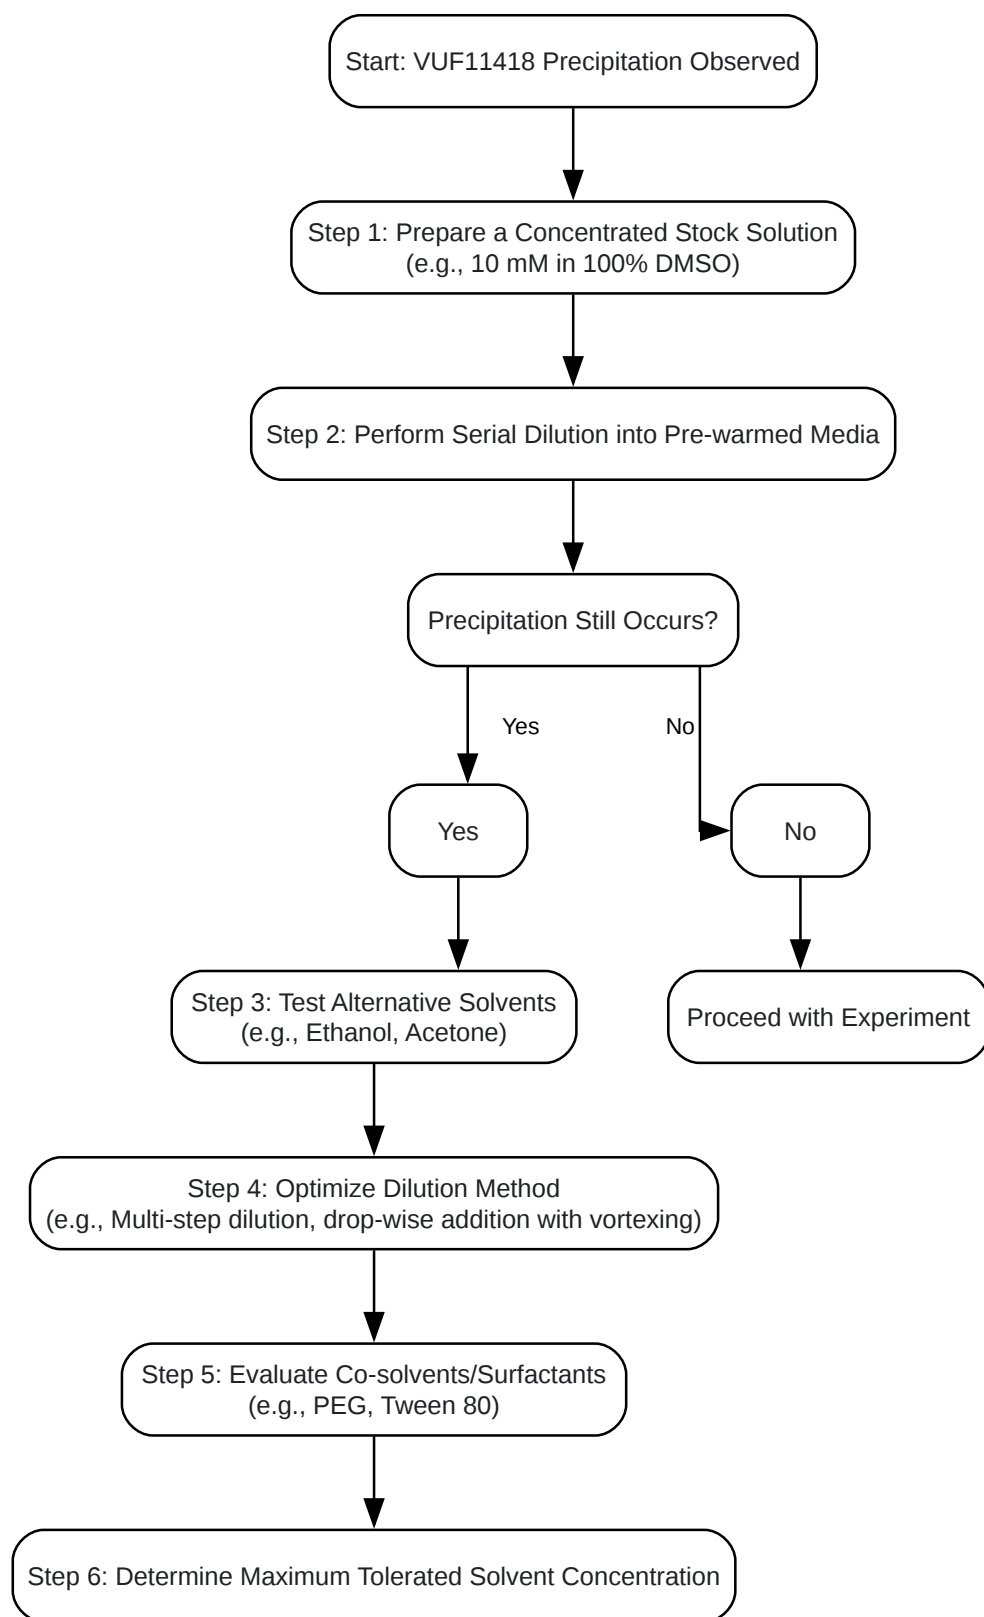 Start: VUF11418 Precipitation Observed
Step 1: Prepare a Concentrated Stock Solution
(e.g., 10 mM in 100% DMSO)
Step 2: Perform Serial Dilution into Pre-warmed Media
Precipitation Still Occurs?
Yes
No
Yes
No
Step 3: Test Alternative Solvents
(e.g., Ethanol, Acetone)
Proceed with Experiment
Step 4: Optimize Dilution Method
(e.g., Multi-step dilution, drop-wise addition with vortexing)
Step 5: Evaluate Co-solvents/Surfactants
(e.g., PEG, Tween 80)
Step 6: Determine Maximum Tolerated Solvent Concentration